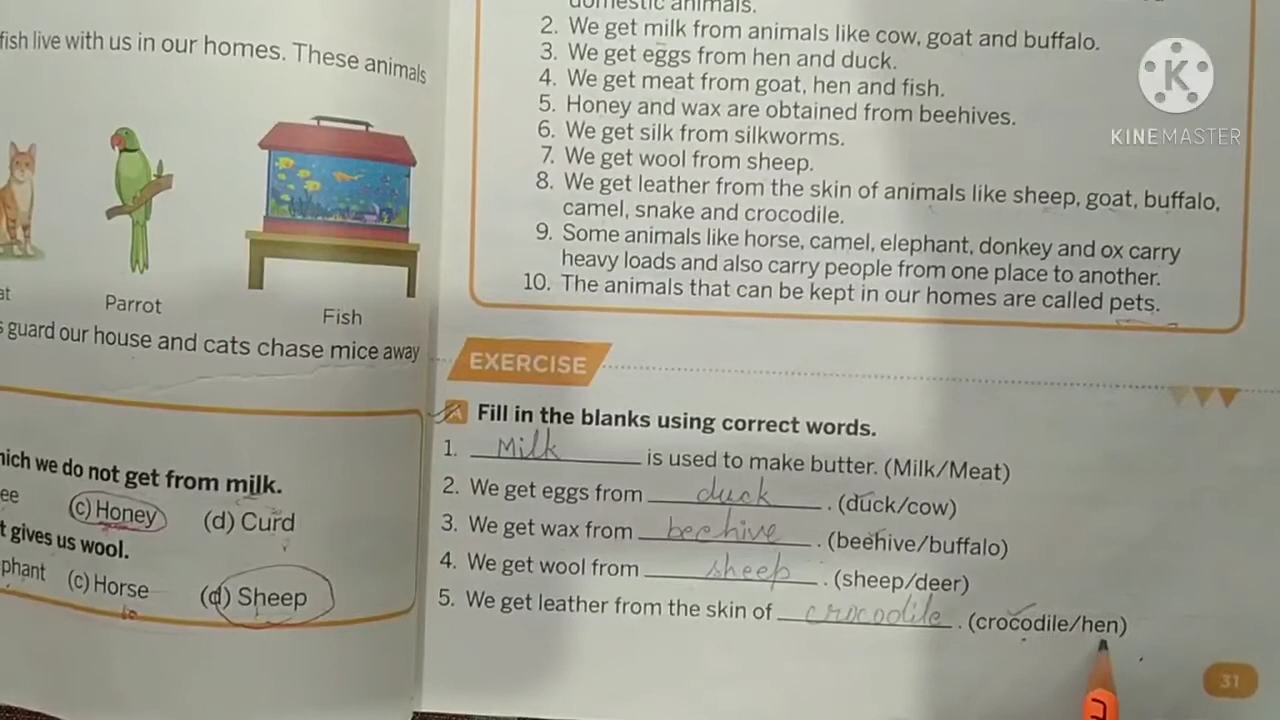 fish live with us in our homes. These animals
Parrot
Fish
guard our house and cats chase mice away
we do not get from milk.
(c) Honey (d) Curd
gives us wool.
(c) Horse (d) Sheep
domestic animals.
2. We get milk from animals like cow, goat and buffalo.
3. We get eggs from hen and duck.
4. We get meat from goat, hen and fish.
5. Honey and wax are obtained from beehives.
6. We get silk from silkworms.
7. We get wool from sheep.
8. We get leather from the skin of animals like sheep, goat, buffalo,
camel, snake and crocodile.
9. Some animals like horse, camel, elephant, donkey and ox carry
heavy loads and also carry people from one place to another.
10. The animals that can be kept in our homes are called pets.
EXERCISE
A Fill in the blanks using correct words.
1. Milk is used to make butter. (Milk/Meat)
2. We get eggs from duck. (duck/cow)
3. We get wax from beehive. (beehive/buffalo)
4. We get wool from sheep. (sheep/deer)
5. We get leather from the skin of crocodile. (crocodile/hen)
31
K
KINEMASTER